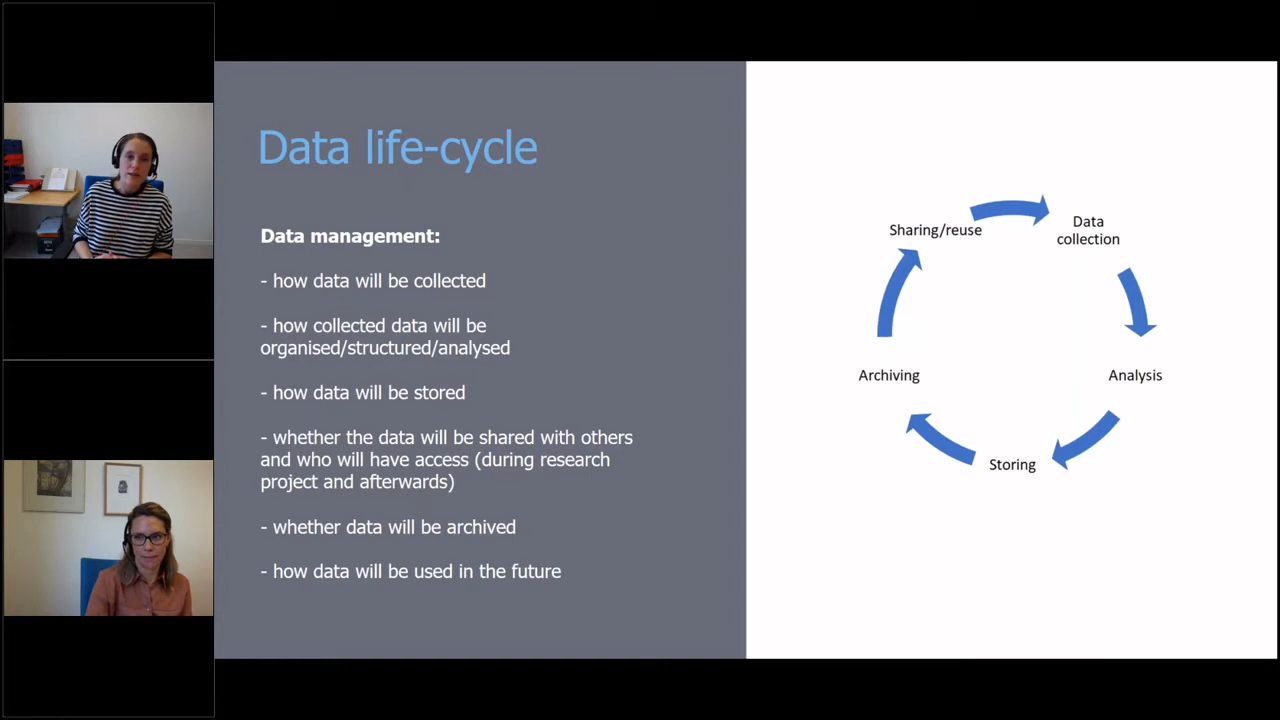 Data life-cycle
Data management:
- how data will be collected
- how collected data will be
organised/structured/analysed
- how data will be stored
- whether the data will be shared with others
and who will have access (during research
project and afterwards)
- whether data will be archived
- how data will be used in the future
Sharing/reuse
Data
collection
Analysis
Storing
Archiving